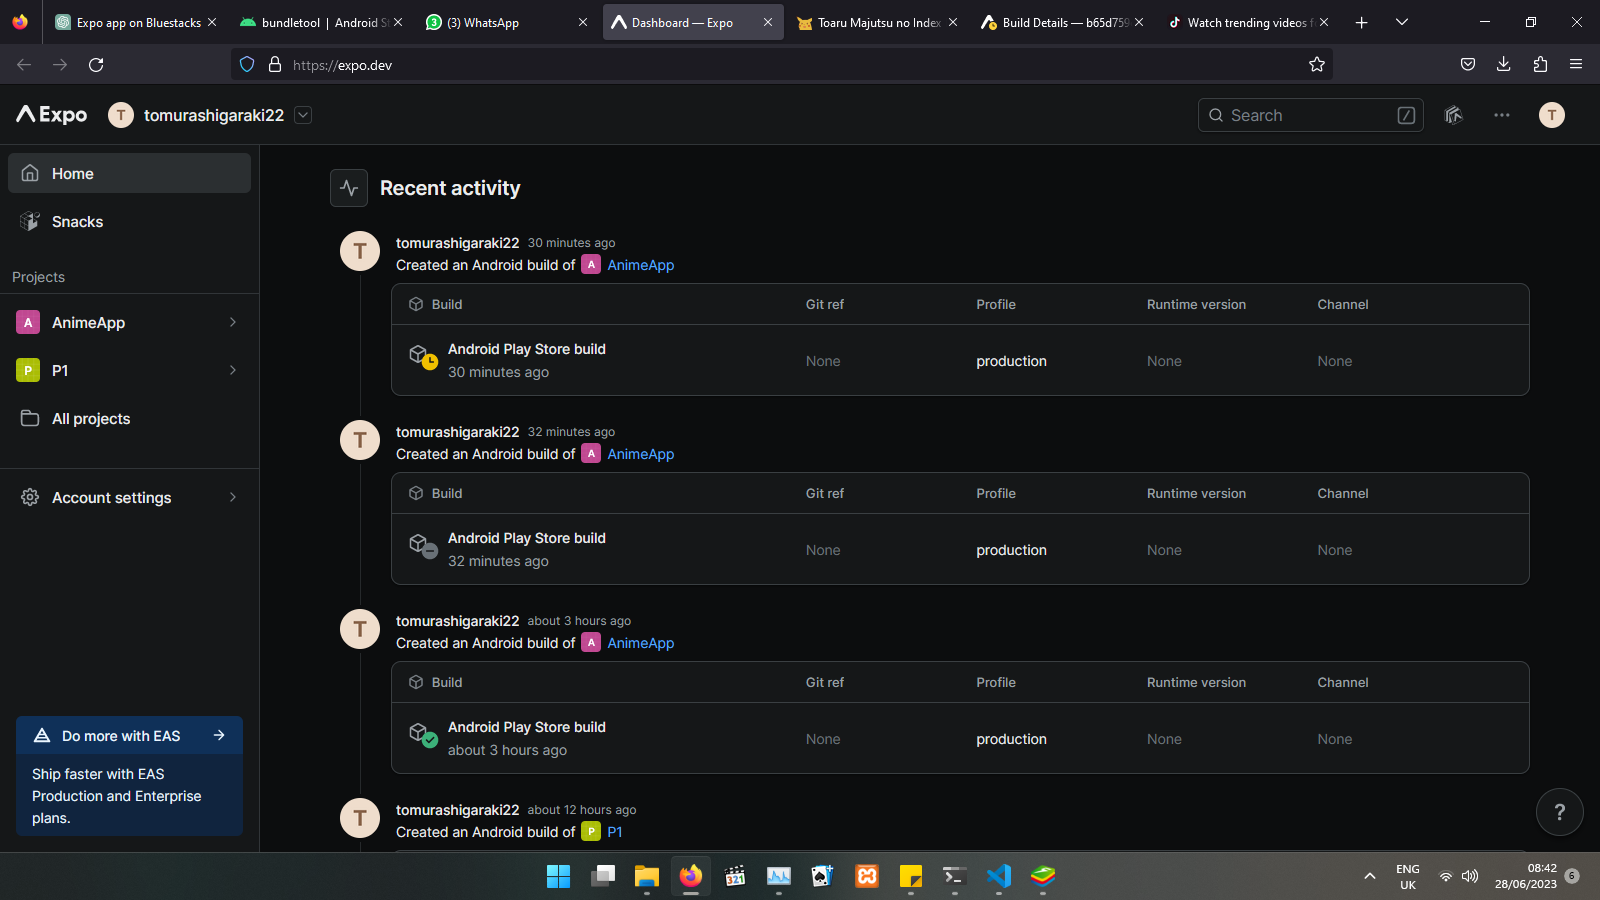 Expo app on Bluestacks
bundletool | Android St
(3) WhatsApp
Dashboard — Expo
Toaru Majutsu no Index
Build Details — b65d759
Watch trending videos f
https://expo.dev
Expo
T
tomurashigaraki22
Search
/
T
Home
Snacks
Projects
A
AnimeApp
P
P1
All projects
Account settings
Do more with EAS
Ship faster with EAS
Production and Enterprise
plans.
Recent activity
T
tomurashigaraki22 30 minutes ago
Created an Android build of A AnimeApp
Build Git ref Profile Runtime version Channel
Android Play Store build
30 minutes ago
None production None None
T
tomurashigaraki22 32 minutes ago
Created an Android build of A AnimeApp
Build Git ref Profile Runtime version Channel
Android Play Store build
32 minutes ago
None production None None
T
tomurashigaraki22 about 3 hours ago
Created an Android build of A AnimeApp
Build Git ref Profile Runtime version Channel
Android Play Store build
about 3 hours ago
None production None None
T
tomurashigaraki22 about 12 hours ago
Created an Android build of P P1
?
321
ENG
UK
08:42
28/06/2023
6